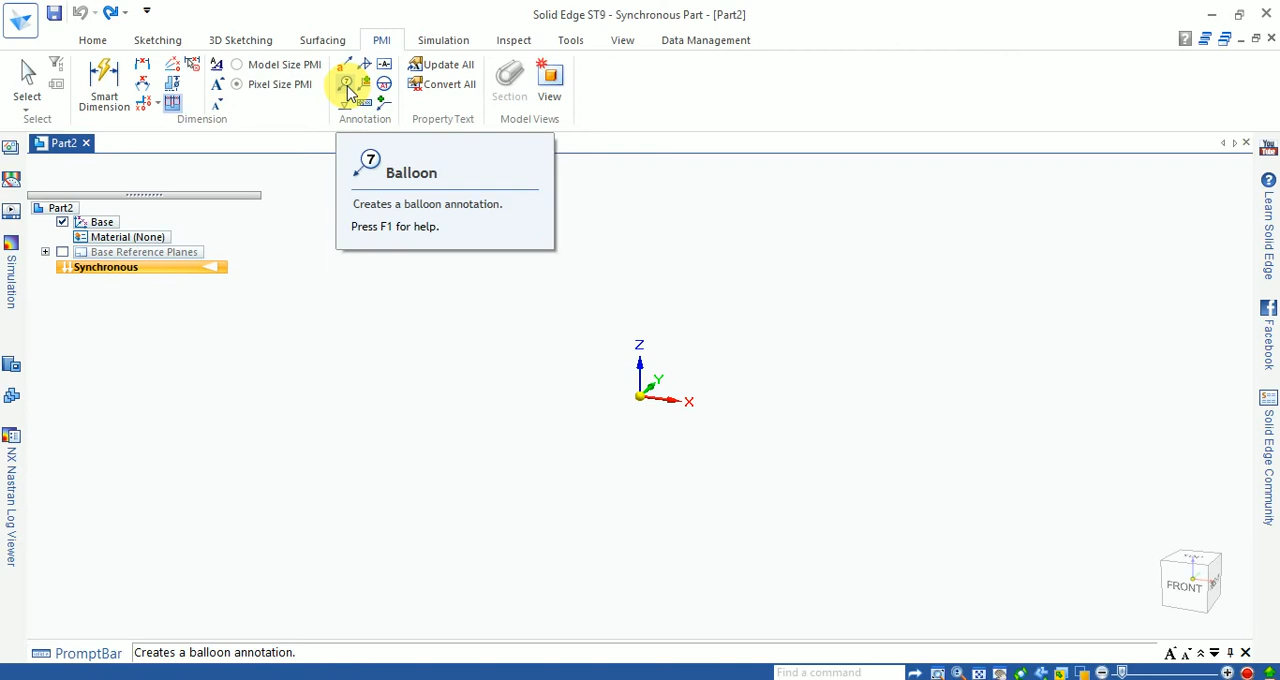 Solid Edge ST9 - Synchronous Part - [Part2]
Home Sketching 3D Sketching Surfacing PMI Simulation Inspect Tools View Data Management
Select
Select
Smart Dimension
Model Size PMI
Pixel Size PMI
Dimension
Annotation
Update All
Convert All
Property Text
Section
View
Model Views
Part2
7
Balloon
Creates a balloon annotation.
Press F1 for help.
Part2
Base
Material (None)
Base Reference Planes
Synchronous
Simulation
NX Nastran Log Viewer
Z
Y
X
FRONT
You Tube
Learn Solid Edge
Facebook
Solid Edge Community
PromptBar
Creates a balloon annotation.
Find a command